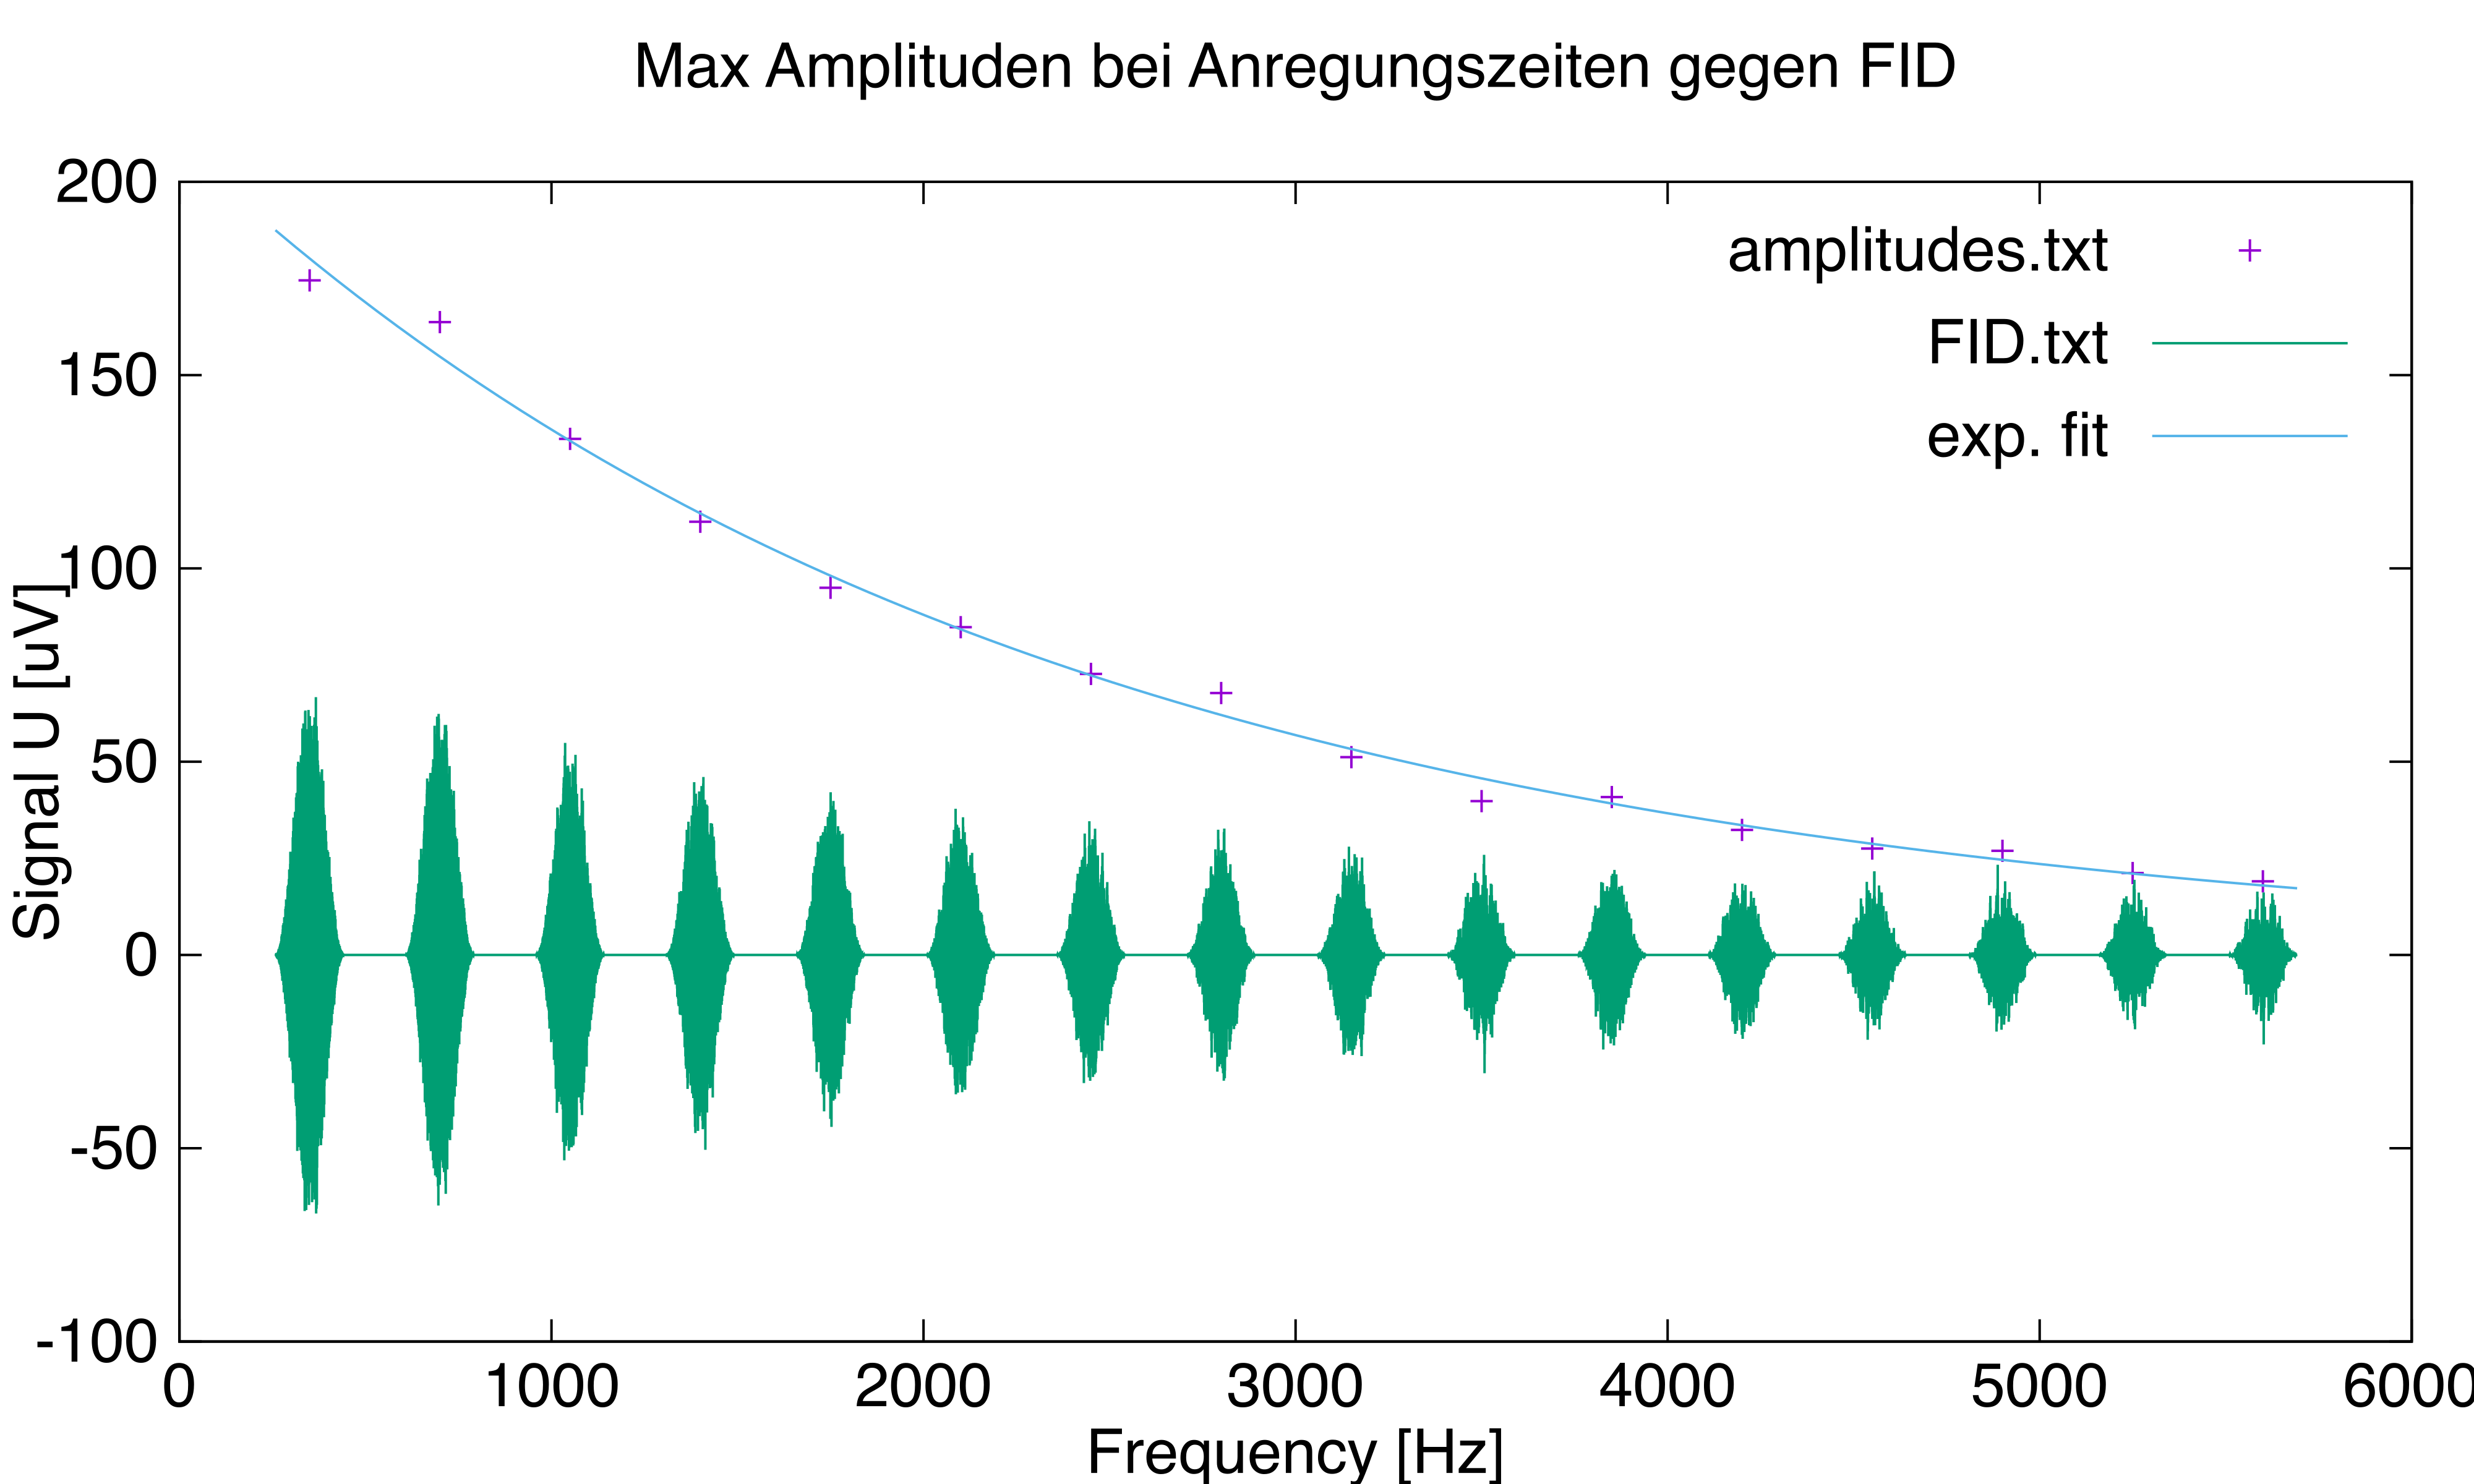 Max Amplituden bei Anregungszeiten gegen FID
200
150
100
50
0
-50
-100
Signal U [uV]
amplitudes.txt
FID.txt
exp. fit
0 1000 2000 3000 4000 5000 6000
Frequency [Hz]